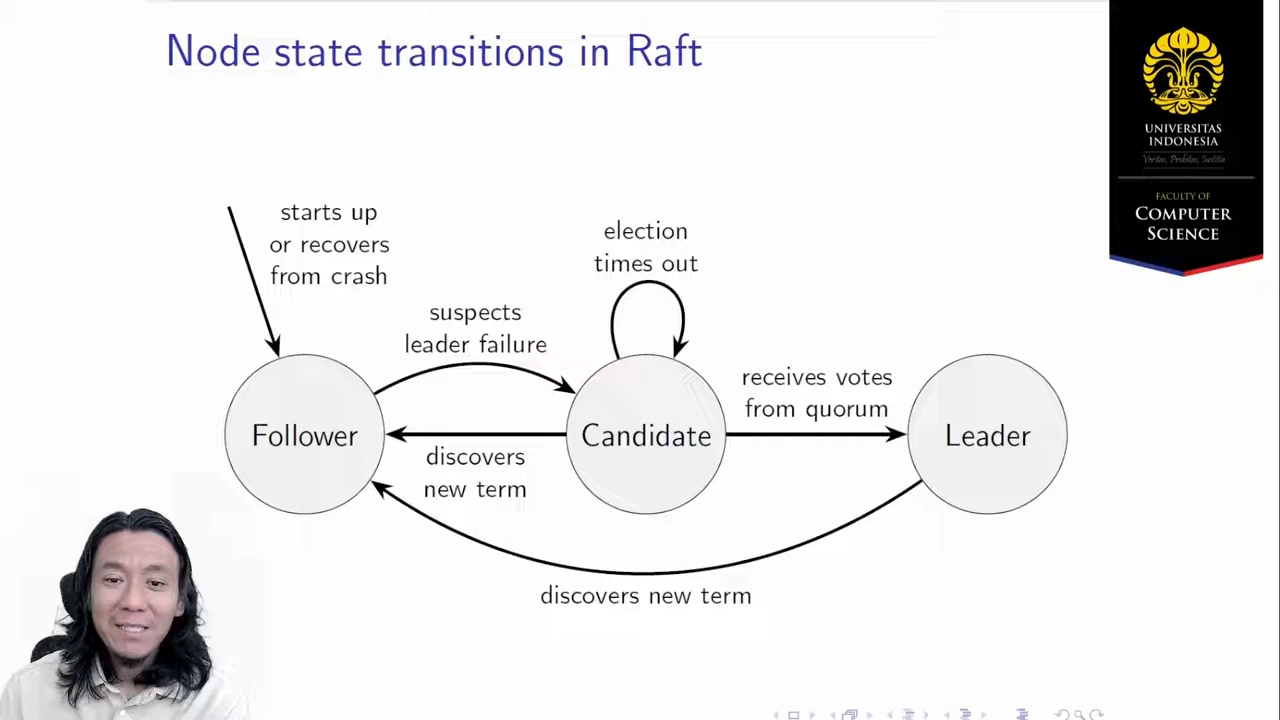 Node state transitions in Raft
UNIVERSITAS
INDONESIA
Veritas, Probitas, Iustitia
FACULTY OF
COMPUTER
SCIENCE
starts up
or recovers
from crash
election
times out
suspects
leader failure
receives votes
from quorum
Follower
Candidate
Leader
discovers
new term
discovers new term